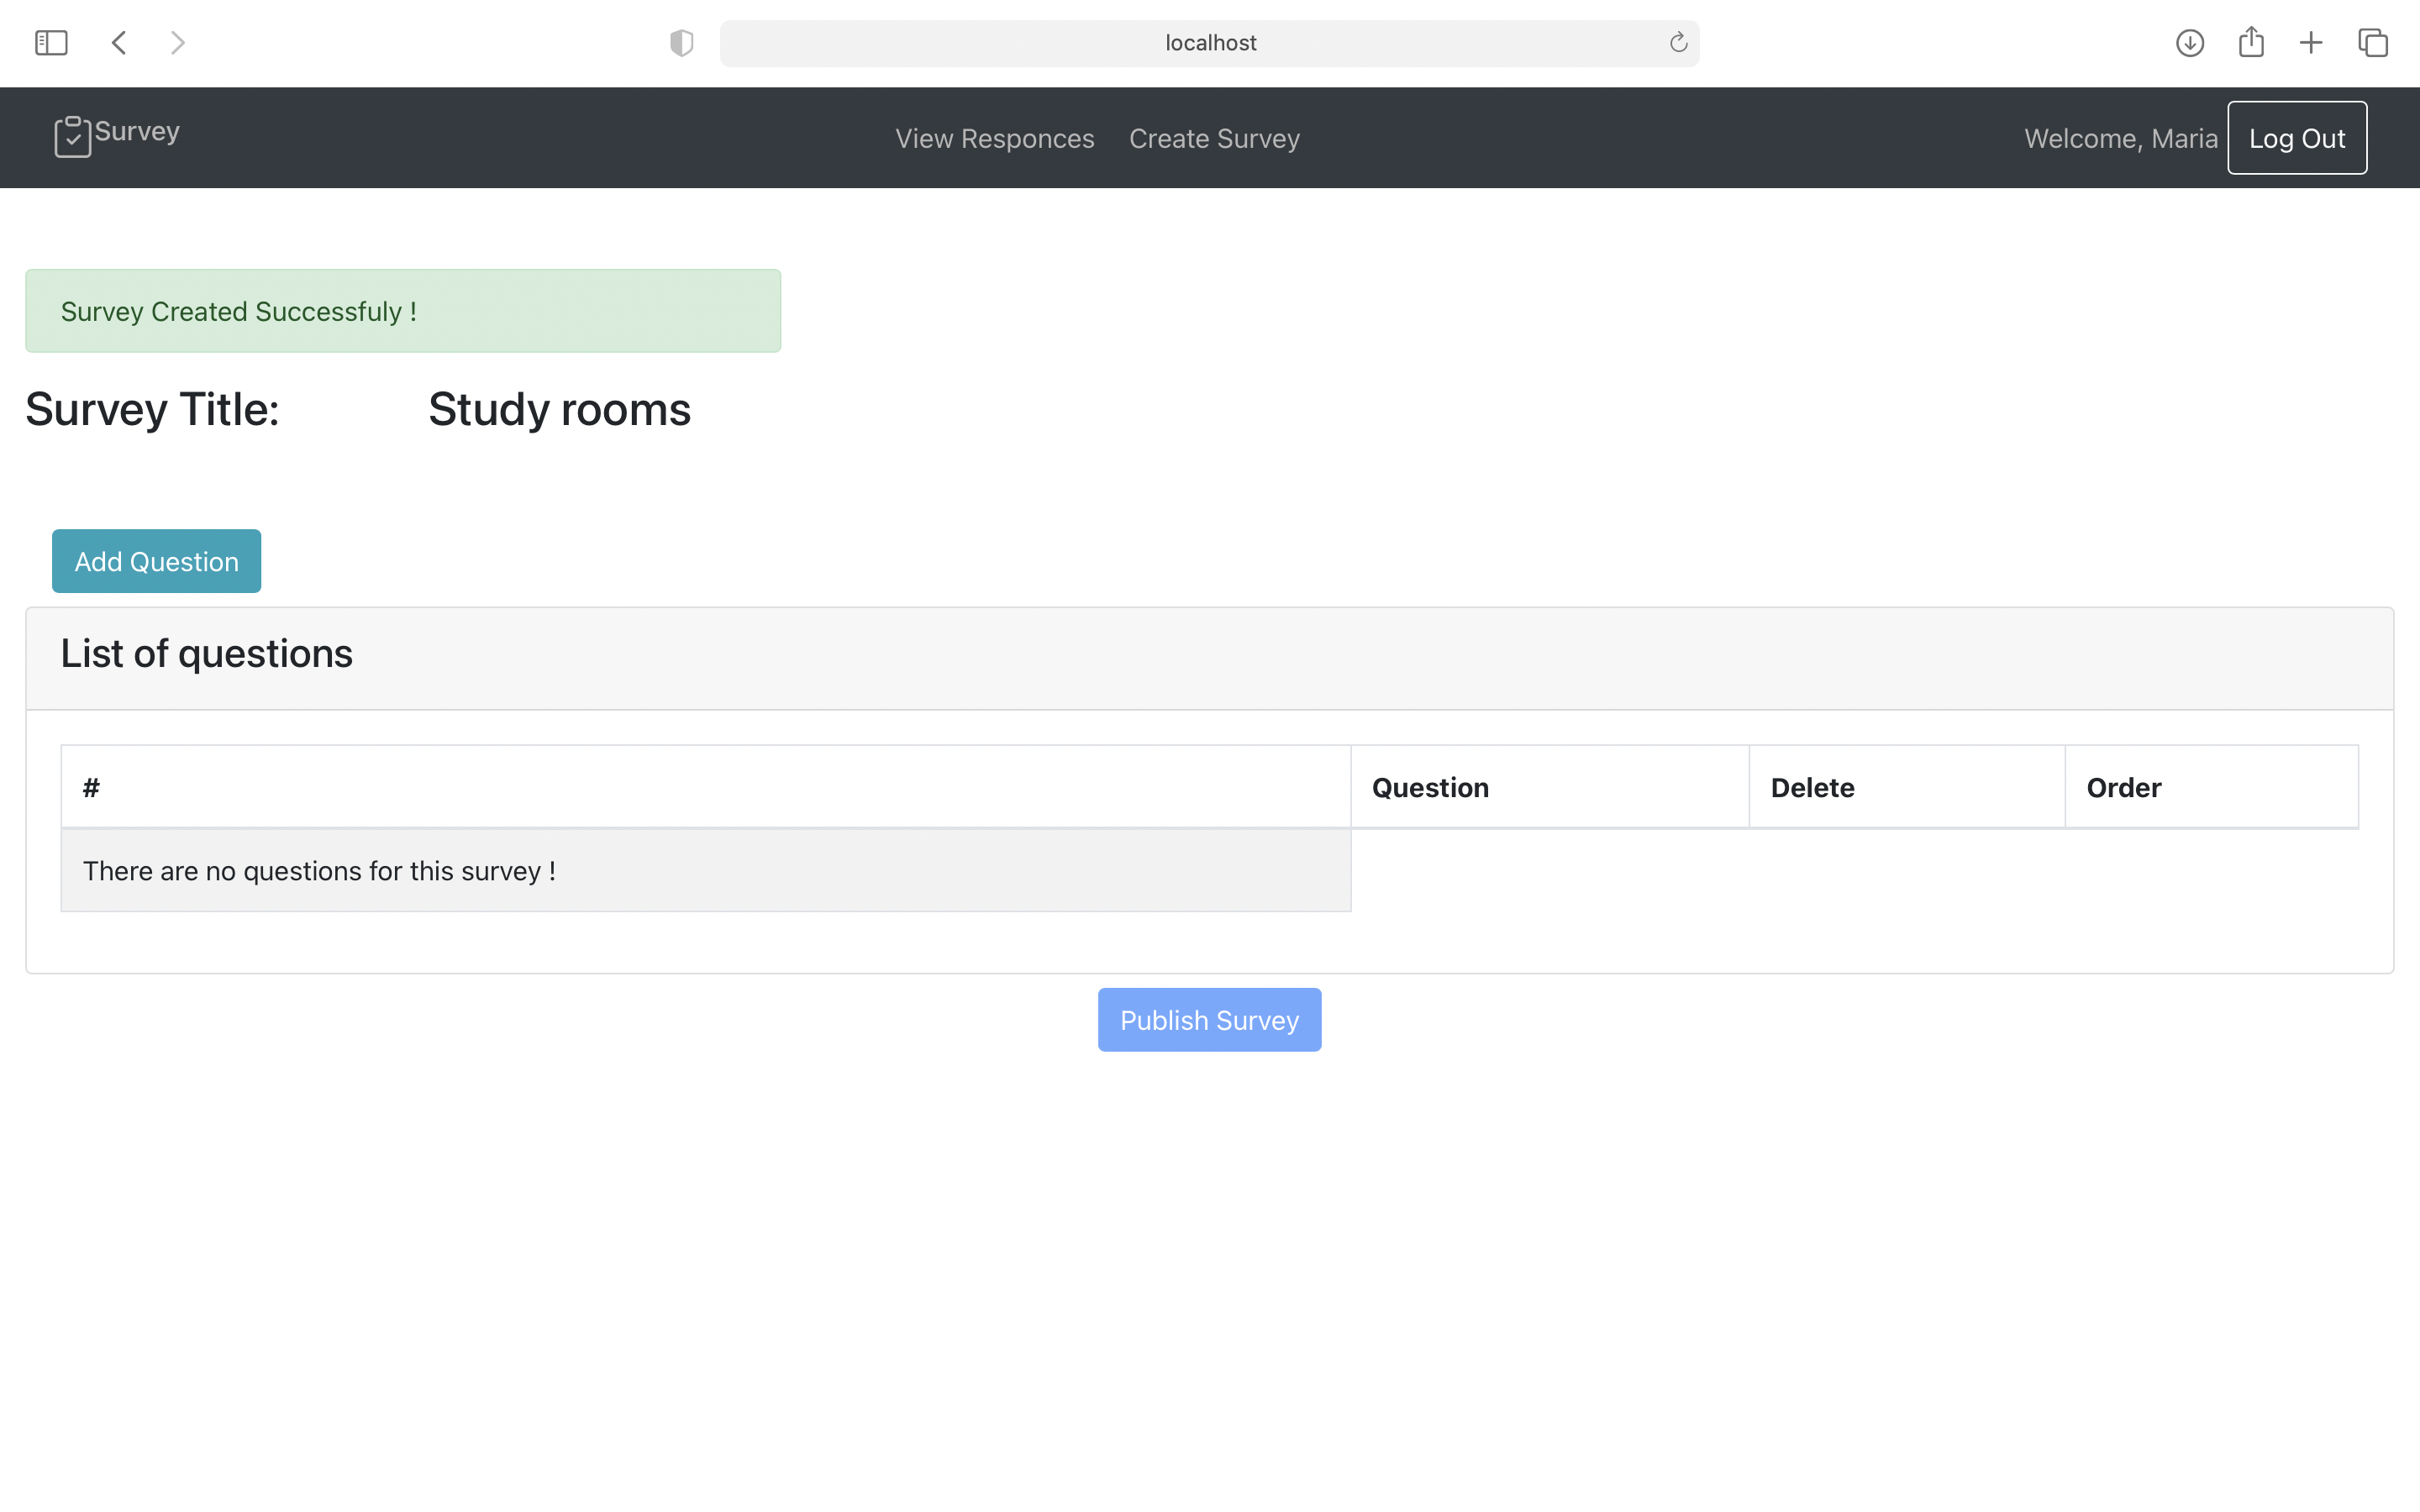 localhost
Survey
View Responces Create Survey
Welcome, Maria Log Out
Survey Created Successfuly !
Survey Title: Study rooms
Add Question
List of questions
# Question Delete Order
There are no questions for this survey !
Publish Survey